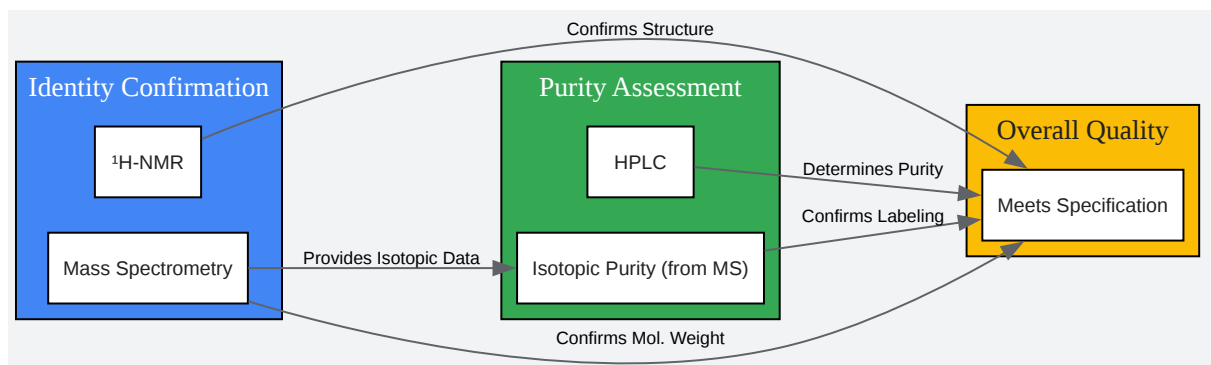 Confirms Structure
Identity Confirmation
¹H-NMR
Mass Spectrometry
Provides Isotopic Data
Purity Assessment
HPLC
Isotopic Purity (from MS)
Determines Purity
Confirms Labeling
Confirms Mol. Weight
Overall Quality
Meets Specification